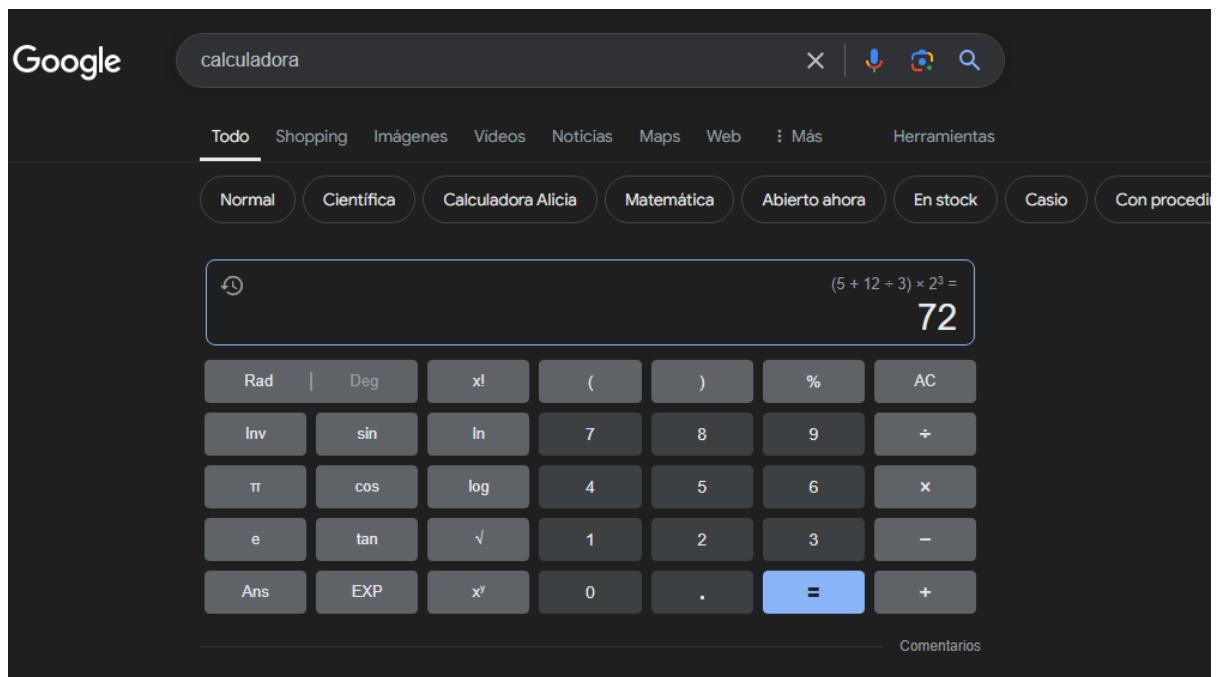 Google calculadora
Todo Shopping Imágenes Vídeos Noticias Maps Web ⋮ Más Herramientas
Normal Científica Calculadora Alicia Matemática Abierto ahora En stock Casio Con procedi
(5 + 12 ÷ 3) × 2³ =
72
Rad | Deg x! ( ) % AC
Inv sin ln 7 8 9 ÷
π cos log 4 5 6 ×
e tan √ 1 2 3 −
Ans EXP xʸ 0 . = +
Comentarios